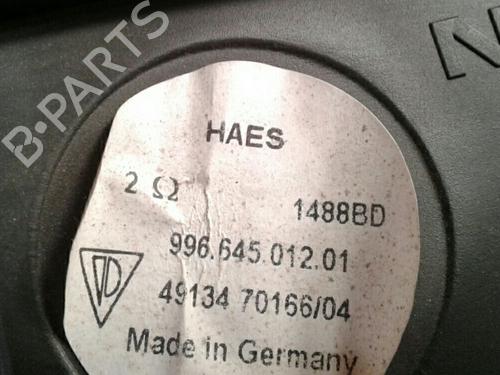 B-PARTS
HAES
2 Ω
1488BD
996.645.012.01
49134 70166/04
Made in Germany